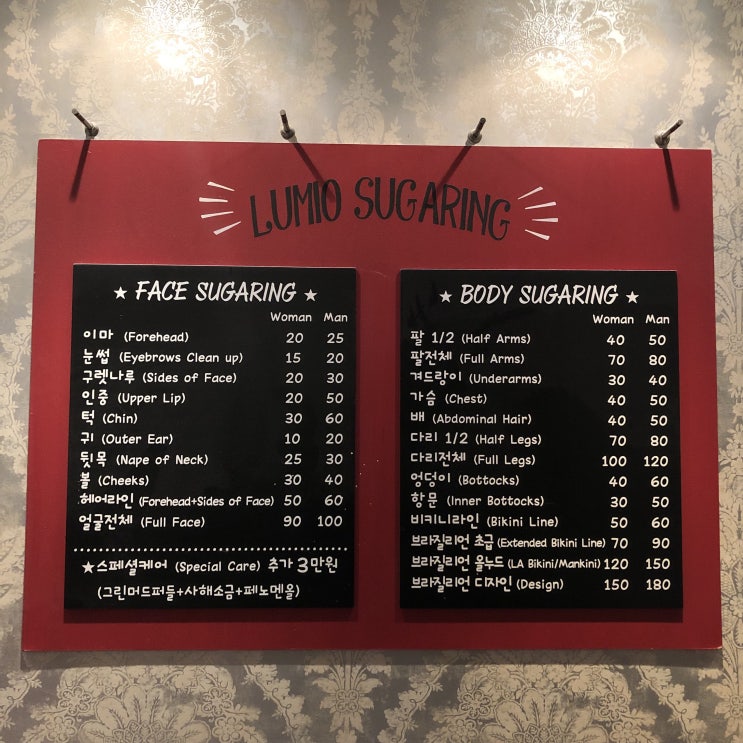 LUMIO SUGARING
★ FACE SUGARING ★
Woman Man
이마 (Forehead) 20 25
눈썹 (Eyebrows Clean up) 15 20
구렛나루 (Sides of Face) 20 30
인중 (Upper Lip) 20 50
턱 (Chin) 30 60
귀 (Outer Ear) 10 20
뒷목 (Nape of Neck) 25 30
볼 (Cheeks) 30 40
헤어라인 (Forehead+Sides of Face) 50 60
얼굴전체 (Full Face) 90 100
★스페셜케어 (Special Care) 추가 3만원
(그린머드퍼들+사해소금+페노멘올)
★ BODY SUGARING ★
Woman Man
팔 1/2 (Half Arms) 40 50
팔전체 (Full Arms) 70 80
겨드랑이 (Underarms) 30 40
가슴 (Chest) 40 50
배 (Abdominal Hair) 40 50
다리 1/2 (Half Legs) 70 80
다리전체 (Full Legs) 100 120
엉덩이 (Bottocks) 40 60
항문 (Inner Bottocks) 30 50
비키니라인 (Bikini Line) 50 60
브라질리언 초급 (Extended Bikini Line) 70 90
브라질리언 올누드 (LA Bikini/Mankini) 120 150
브라질리언 디자인 (Design) 150 180